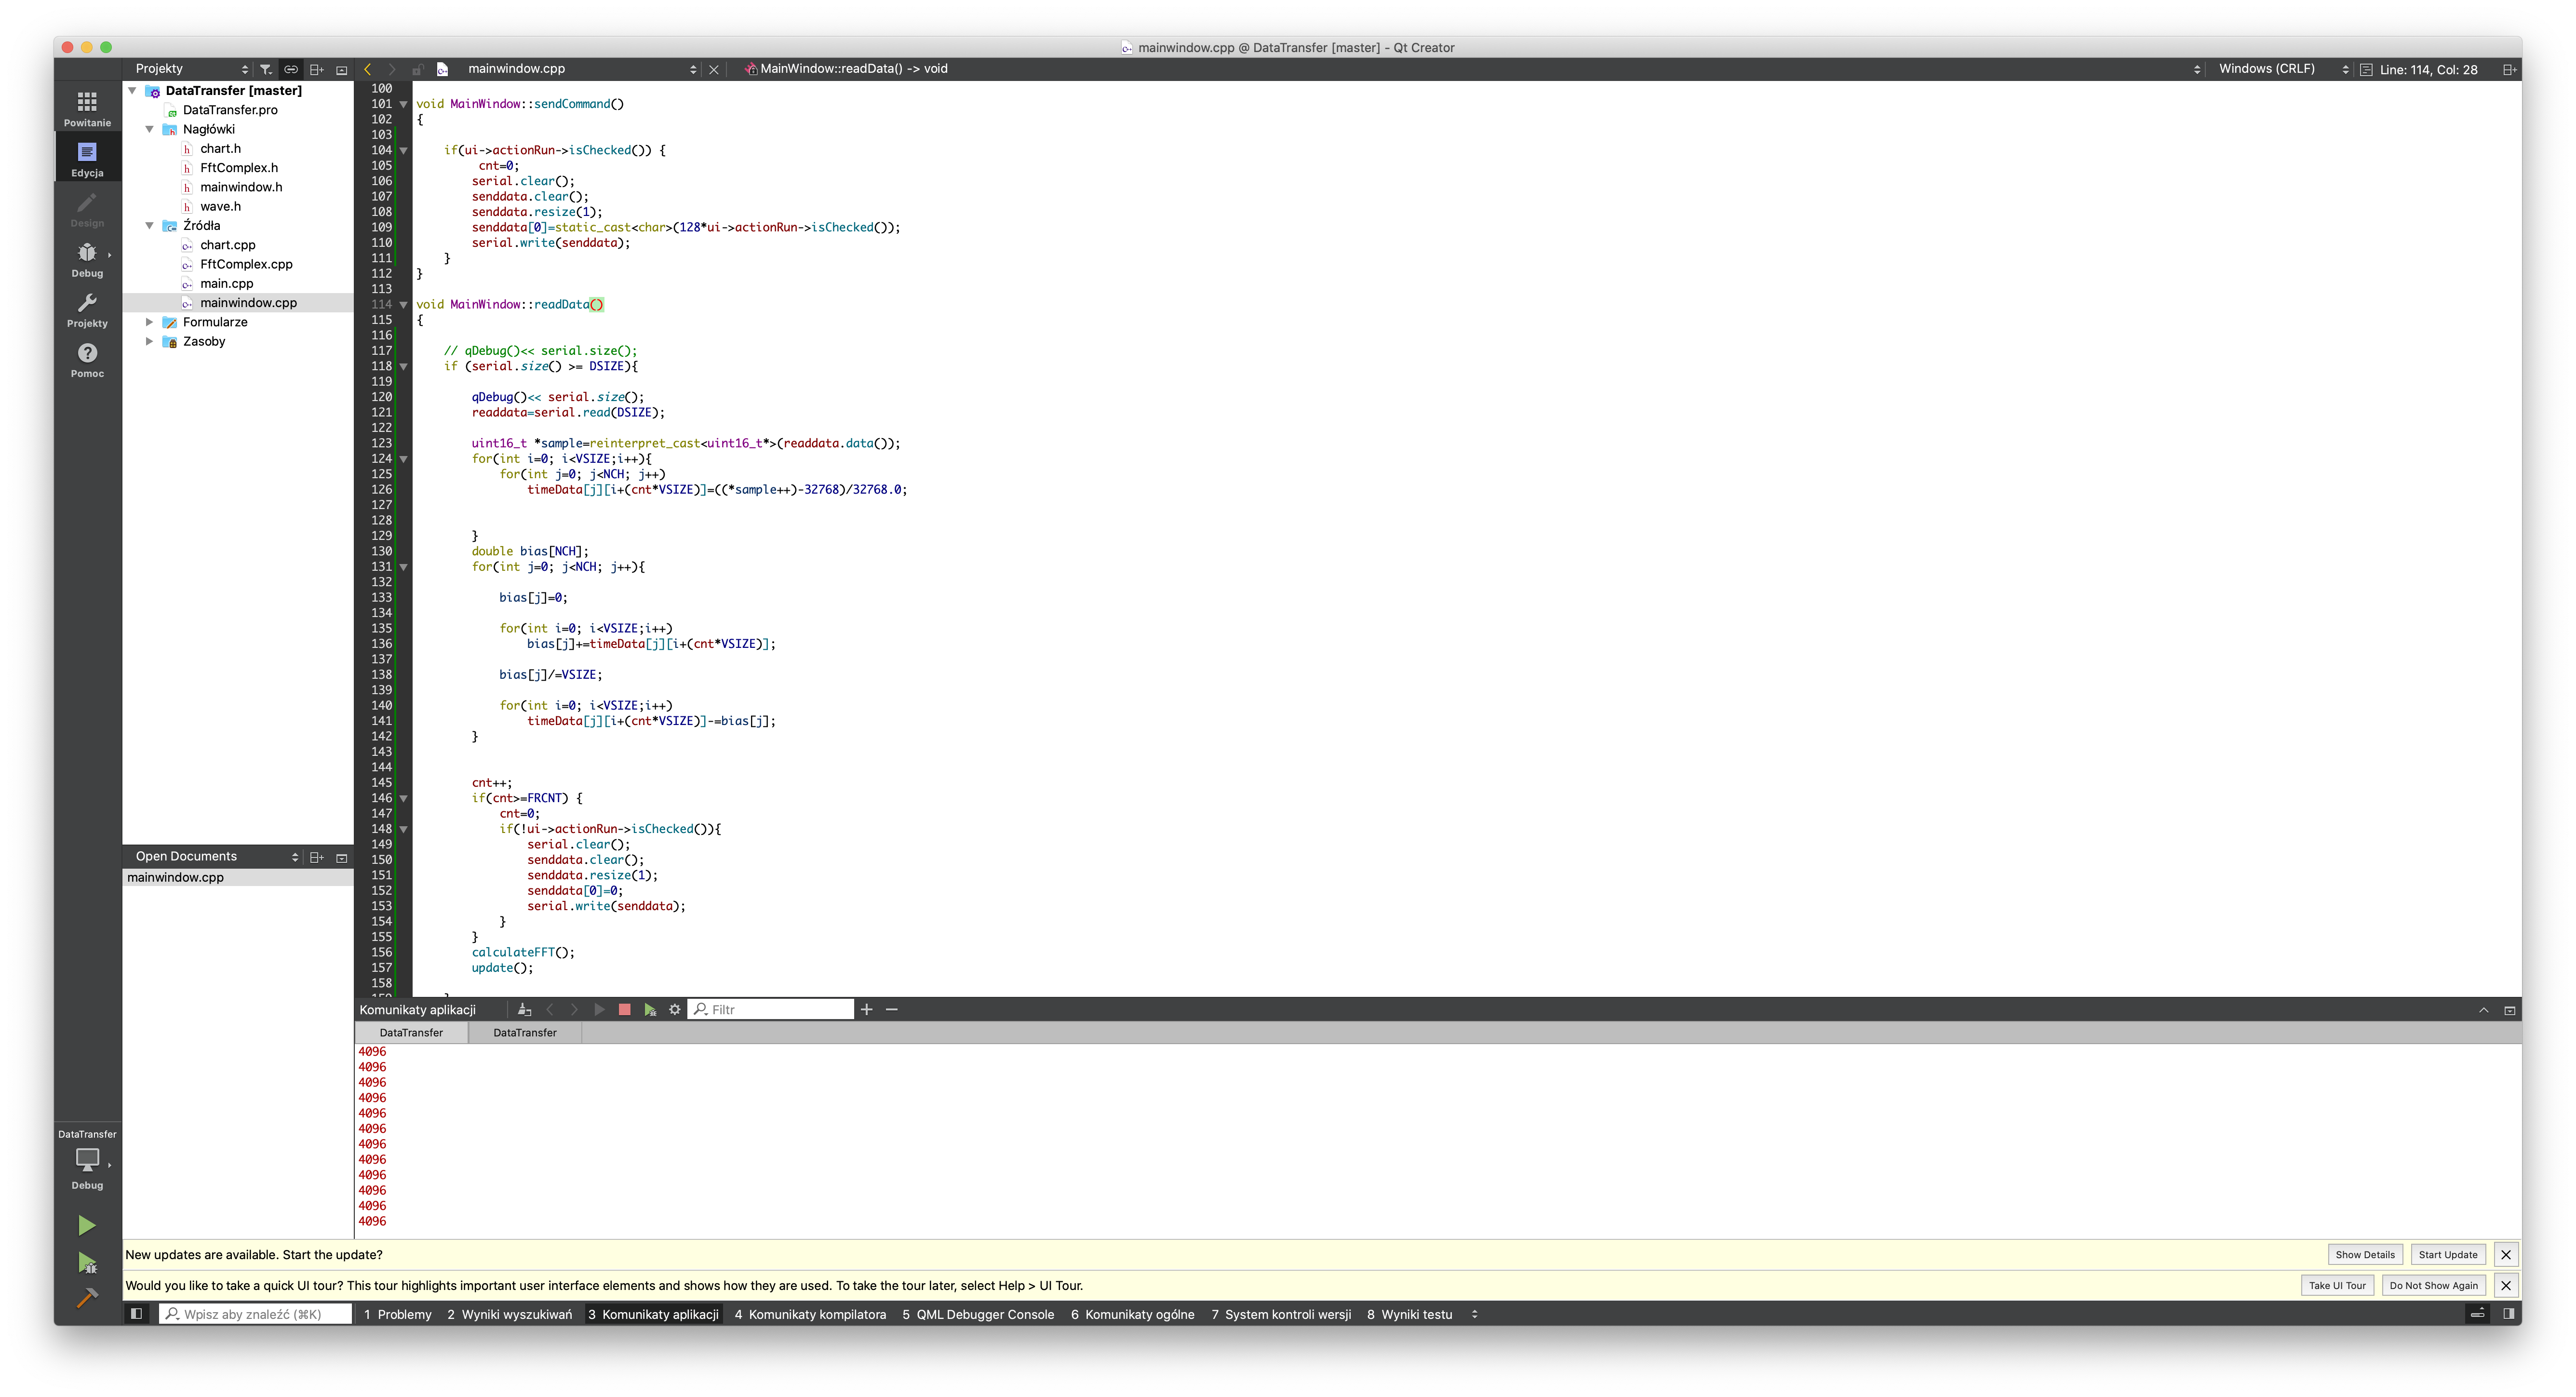 mainwindow.cpp @ DataTransfer [master] - Qt Creator
Projekty
mainwindow.cpp
MainWindow::readData() -> void
Windows (CRLF)
Line: 114, Col: 28
Powitanie
Edycja
Design
Debug
Projekty
Pomoc
DataTransfer [master]
DataTransfer.pro
Nagłówki
chart.h
FftComplex.h
mainwindow.h
wave.h
Źródła
chart.cpp
FftComplex.cpp
main.cpp
mainwindow.cpp
Formularze
Zasoby
Open Documents
mainwindow.cpp
100
101 void MainWindow::sendCommand()
102 {
103
104 if(ui->actionRun->isChecked()) {
105 cnt=0;
106 serial.clear();
107 senddata.clear();
108 senddata.resize(1);
109 senddata[0]=static_cast<char>(128*ui->actionRun->isChecked());
110 serial.write(senddata);
111 }
112 }
113
114 void MainWindow::readData()
115 {
116
117 // qDebug()<< serial.size();
118 if (serial.size() >= DSIZE){
119
120 qDebug()<< serial.size();
121 readdata=serial.read(DSIZE);
122
123 uint16_t *sample=reinterpret_cast<uint16_t*>(readdata.data());
124 for(int i=0; i<VSIZE;i++){
125 for(int j=0; j<NCH; j++)
126 timeData[j][i+(cnt*VSIZE)]=((*sample++)-32768)/32768.0;
127
128
129 }
130 double bias[NCH];
131 for(int j=0; j<NCH; j++){
132
133 bias[j]=0;
134
135 for(int i=0; i<VSIZE;i++)
136 bias[j]+=timeData[j][i+(cnt*VSIZE)];
137
138 bias[j]/=VSIZE;
139
140 for(int i=0; i<VSIZE;i++)
141 timeData[j][i+(cnt*VSIZE)]-=bias[j];
142 }
143
144
145 cnt++;
146 if(cnt>=FRCNT) {
147 cnt=0;
148 if(!ui->actionRun->isChecked()){
149 serial.clear();
150 senddata.clear();
151 senddata.resize(1);
152 senddata[0]=0;
153 serial.write(senddata);
154 }
155 }
156 calculateFFT();
157 update();
158
Komunikaty aplikacji
Filtr
DataTransfer
DataTransfer
4096
4096
4096
4096
4096
4096
4096
4096
4096
4096
4096
4096
DataTransfer
Debug
New updates are available. Start the update?
Show Details
Start Update
Would you like to take a quick UI tour? This tour highlights important user interface elements and shows how they are used. To take the tour later, select Help > UI Tour.
Take UI Tour
Do Not Show Again
Wpisz aby znaleźć (⌘K)
1 Problemy
2 Wyniki wyszukiwań
3 Komunikaty aplikacji
4 Komunikaty kompilatora
5 QML Debugger Console
6 Komunikaty ogólne
7 System kontroli wersji
8 Wyniki testu